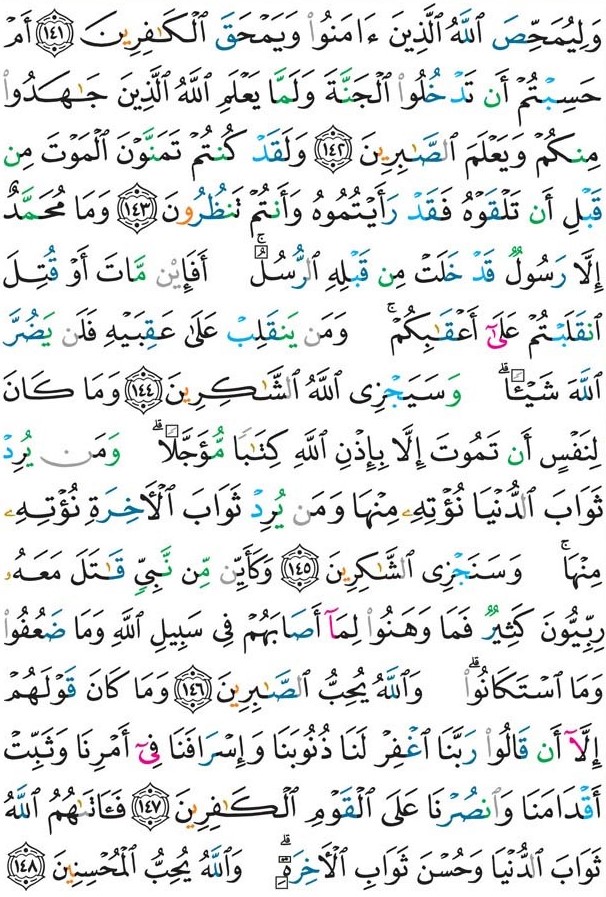 وَلِيُمَحِّصَ ٱللَّهُ ٱلَّذِينَ ءَامَنُوا۟ وَيَمۡحَقَ ٱلۡكَـٰفِرِينَ ١٤١ أَمۡ
حَسِبۡتُمۡ أَن تَدۡخُلُوا۟ ٱلۡجَنَّةَ وَلَمَّا يَعۡلَمِ ٱللَّهُ ٱلَّذِينَ جَـٰهَدُوا۟
مِنكُمۡ وَيَعۡلَمَ ٱلصَّـٰبِرِينَ ١٤٢ وَلَقَدۡ كُنتُمۡ تَمَنَّوۡنَ ٱلۡمَوۡتَ مِن
قَبۡلِ أَن تَلۡقَوۡهُ فَقَدۡ رَأَيۡتُمُوهُ وَأَنتُمۡ تَنظُرُونَ ١٤٣ وَمَا مُحَمَّدٌ
إِلَّا رَسُولٌ قَدۡ خَلَتۡ مِن قَبۡلِهِ ٱلرُّسُلُۚ أَفَإِي۟ن مَّاتَ أَوۡ قُتِلَ
ٱنقَلَبۡتُمۡ عَلَىٰٓ أَعۡقَـٰبِكُمۡۚ وَمَن يَنقَلِبۡ عَلَىٰ عَقِبَيۡهِ فَلَن يَضُرَّ
ٱللَّهَ شَيۡـًٔاۗ وَسَيَجۡزِى ٱللَّهُ ٱلشَّـٰكِرِينَ ١٤٤ وَمَا كَانَ
لِنَفۡسٍ أَن تَمُوتَ إِلَّا بِإِذۡنِ ٱللَّهِ كِتَـٰبًا مُّؤَجَّلًاۗ وَمَن يُرِدۡ
ثَوَابَ ٱلدُّنۡيَا نُؤۡتِهِۦ مِنۡهَا وَمَن يُرِدۡ ثَوَابَ ٱلۡأَخِرَةِ نُؤۡتِهِۦ
مِنۡهَاۚ وَسَنَجۡزِى ٱلشَّـٰكِرِينَ ١٤٥ وَكَأَيِّن مِّن نَّبِىٍّ قَـٰتَلَ مَعَهُۥ
رِبِّيُّونَ كَثِيرٌ فَمَا وَهَنُوا۟ لِمَآ أَصَابَهُمۡ فِى سَبِيلِ ٱللَّهِ وَمَا ضَعُفُوا۟
وَمَا ٱسۡتَكَانُوا۟ۗ وَٱللَّهُ يُحِبُّ ٱلصَّـٰبِرِينَ ١٤٦ وَمَا كَانَ قَوۡلَهُمۡ
إِلَّآ أَن قَالُوا۟ رَبَّنَا ٱغۡفِرۡ لَنَا ذُنُوبَنَا وَإِسۡرَافَنَا فِىٓ أَمۡرِنَا وَثَبِّتۡ
أَقۡدَامَنَا وَٱنصُرۡنَا عَلَى ٱلۡقَوۡمِ ٱلۡكَـٰفِرِينَ ١٤٧ فَـَٔاتَىٰهُمُ ٱللَّهُ
ثَوَابَ ٱلدُّنۡيَا وَحُسۡنَ ثَوَابِ ٱلۡأَخِرَةِۗ وَٱللَّهُ يُحِبُّ ٱلۡمُحۡسِنِينَ ١٤٨